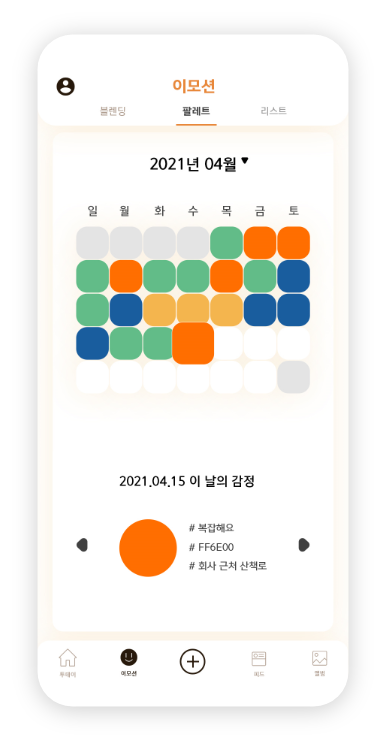 이모션
블렌딩 팔레트 리스트
2021년 04월
일 월 화 수 목 금 토
2021.04.15 이 날의 감정
# 복잡해요
# FF6E00
# 회사 근처 산책로
투데이 이모션 피드 앨범